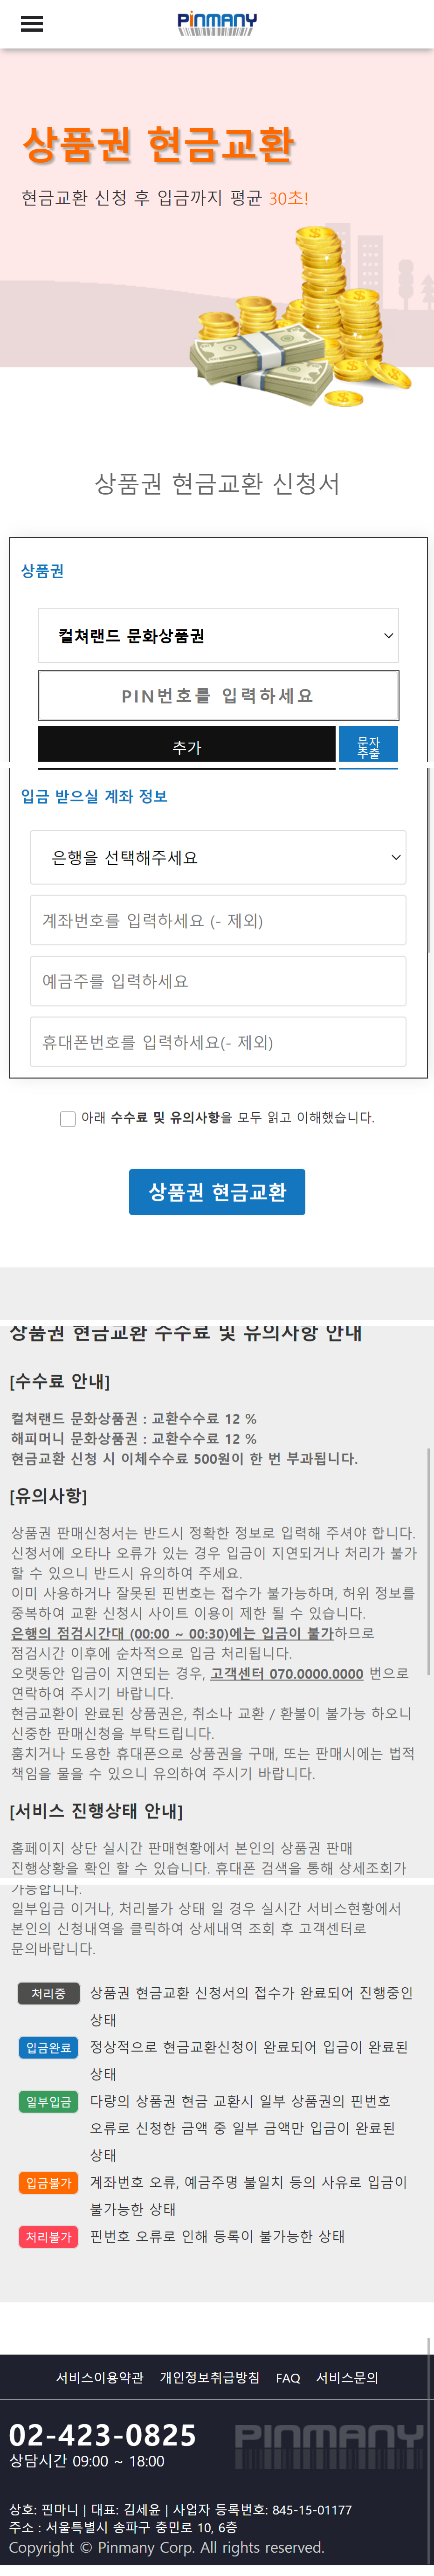 PINMANY
상품권 현금교환
현금교환 신청 후 입금까지 평균 30초!
상품권 현금교환 신청서
상품권
컬쳐랜드 문화상품권
PIN번호를 입력하세요
추가
문자
추출
입금 받으실 계좌 정보
은행을 선택해주세요
계좌번호를 입력하세요 (- 제외)
예금주를 입력하세요
휴대폰번호를 입력하세요(- 제외)
아래 수수료 및 유의사항을 모두 읽고 이해했습니다.
상품권 현금교환
상품권 현금교환 수수료 및 유의사항 안내
[수수료 안내]
컬쳐랜드 문화상품권 : 교환수수료 12 %
해피머니 문화상품권 : 교환수수료 12 %
현금교환 신청 시 이체수수료 500원이 한 번 부과됩니다.
[유의사항]
상품권 판매신청서는 반드시 정확한 정보로 입력해 주셔야 합니다.
신청서에 오타나 오류가 있는 경우 입금이 지연되거나 처리가 불가
할 수 있으니 반드시 유의하여 주세요.
이미 사용하거나 잘못된 핀번호는 접수가 불가능하며, 허위 정보를
중복하여 교환 신청시 사이트 이용이 제한 될 수 있습니다.
은행의 점검시간대 (00:00 ~ 00:30)에는 입금이 불가하므로
점검시간 이후에 순차적으로 입금 처리됩니다.
오랫동안 입금이 지연되는 경우, 고객센터 070.0000.0000 번으로
연락하여 주시기 바랍니다.
현금교환이 완료된 상품권은, 취소나 교환 / 환불이 불가능 하오니
신중한 판매신청을 부탁드립니다.
훔치거나 도용한 휴대폰으로 상품권을 구매, 또는 판매시에는 법적
책임을 물을 수 있으니 유의하여 주시기 바랍니다.
[서비스 진행상태 안내]
홈페이지 상단 실시간 판매현황에서 본인의 상품권 판매
진행상황을 확인 할 수 있습니다. 휴대폰 검색을 통해 상세조회가
가능합니다.
일부입금 이거나, 처리불가 상태 일 경우 실시간 서비스현황에서
본인의 신청내역을 클릭하여 상세내역 조회 후 고객센터로
문의바랍니다.
처리중 상품권 현금교환 신청서의 접수가 완료되어 진행중인
상태
입금완료 정상적으로 현금교환신청이 완료되어 입금이 완료된
상태
일부입금 다량의 상품권 현금 교환시 일부 상품권의 핀번호
오류로 신청한 금액 중 일부 금액만 입금이 완료된
상태
입금불가 계좌번호 오류, 예금주명 불일치 등의 사유로 입금이
불가능한 상태
처리불가 핀번호 오류로 인해 등록이 불가능한 상태
서비스이용약관 개인정보취급방침 FAQ 서비스문의
02-423-0825
상담시간 09:00 ~ 18:00
PINMANY
상호: 핀마니 | 대표: 김세윤 | 사업자 등록번호: 845-15-01177
주소 : 서울특별시 송파구 충민로 10, 6층
Copyright © Pinmany Corp. All rights reserved.